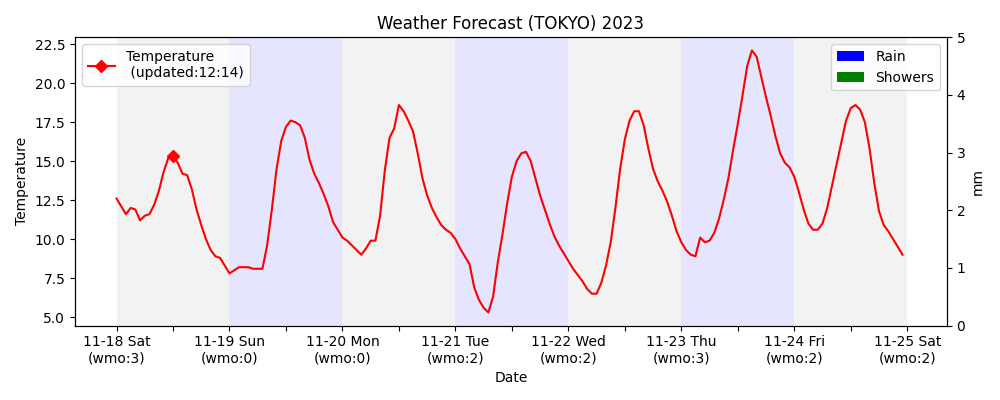 Weather Forecast (TOKYO) 2023
Temperature
(updated:12:14)
Rain
Showers
22.5
20.0
17.5
15.0
12.5
10.0
7.5
5.0
Temperature
5
4
3
2
1
0
mm
11-18 Sat
(wmo:3)
11-19 Sun
(wmo:0)
11-20 Mon
(wmo:0)
11-21 Tue
(wmo:2)
11-22 Wed
(wmo:2)
11-23 Thu
(wmo:3)
11-24 Fri
(wmo:2)
11-25 Sat
(wmo:2)
Date